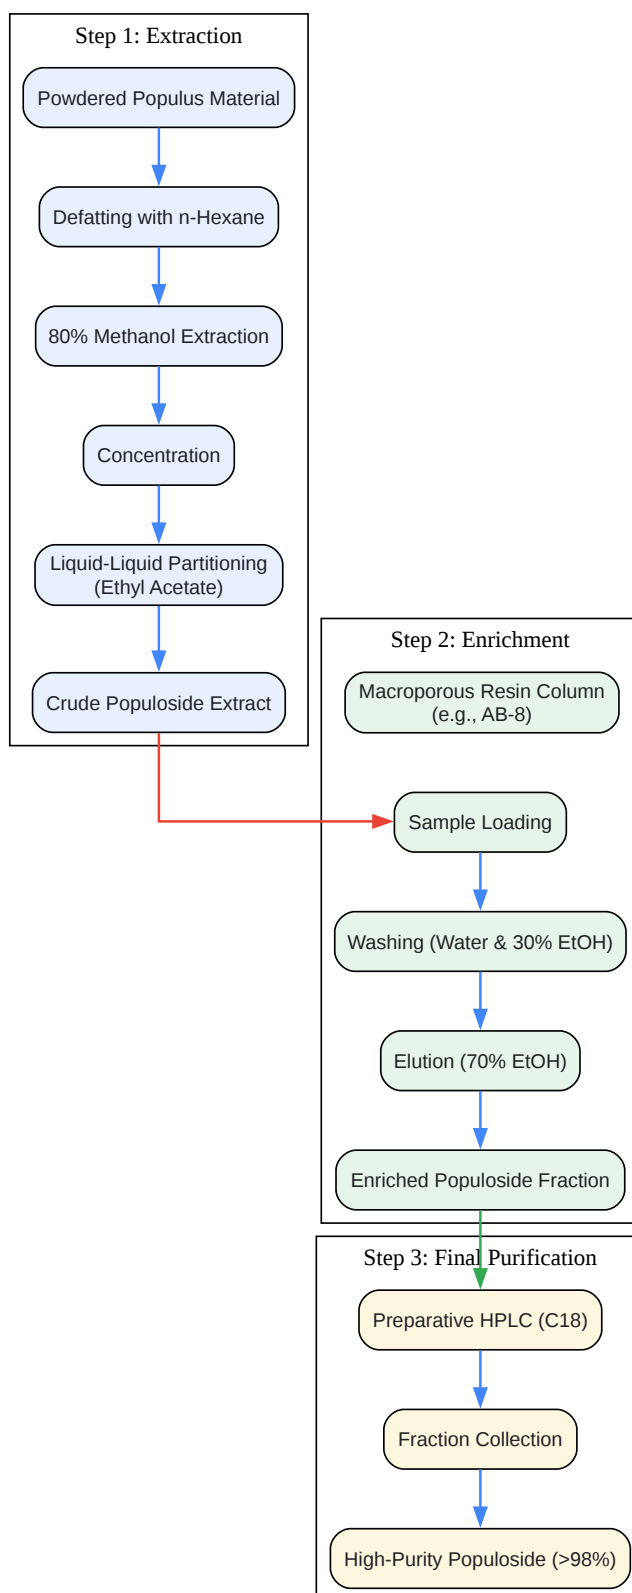 Step 1: Extraction
Powdered Populus Material
Defatting with n-Hexane
80% Methanol Extraction
Concentration
Liquid-Liquid Partitioning
(Ethyl Acetate)
Crude Populoside Extract
Step 2: Enrichment
Macroporous Resin Column
(e.g., AB-8)
Sample Loading
Washing (Water & 30% EtOH)
Elution (70% EtOH)
Enriched Populoside Fraction
Step 3: Final Purification
Preparative HPLC (C18)
Fraction Collection
High-Purity Populoside (>98%)